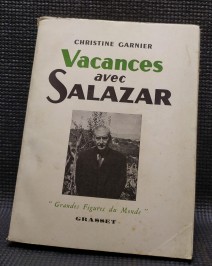 CHRISTINE GARNIER
Vacances
avec
SALAZAR
"Grandes Figures du Monde"
GRASSET